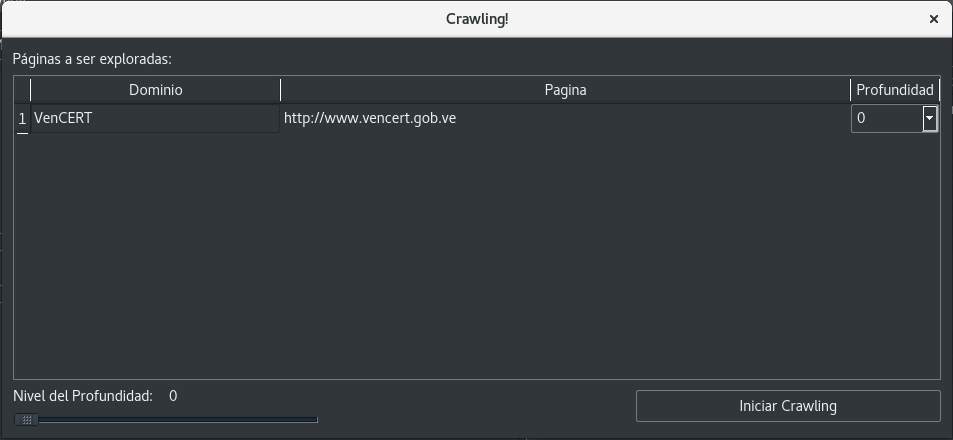 Crawling!
Páginas a ser exploradas:
Dominio Pagina Profundidad
1 VenCERT http://www.vencert.gob.ve 0
Nivel del Profundidad: 0
Iniciar Crawling